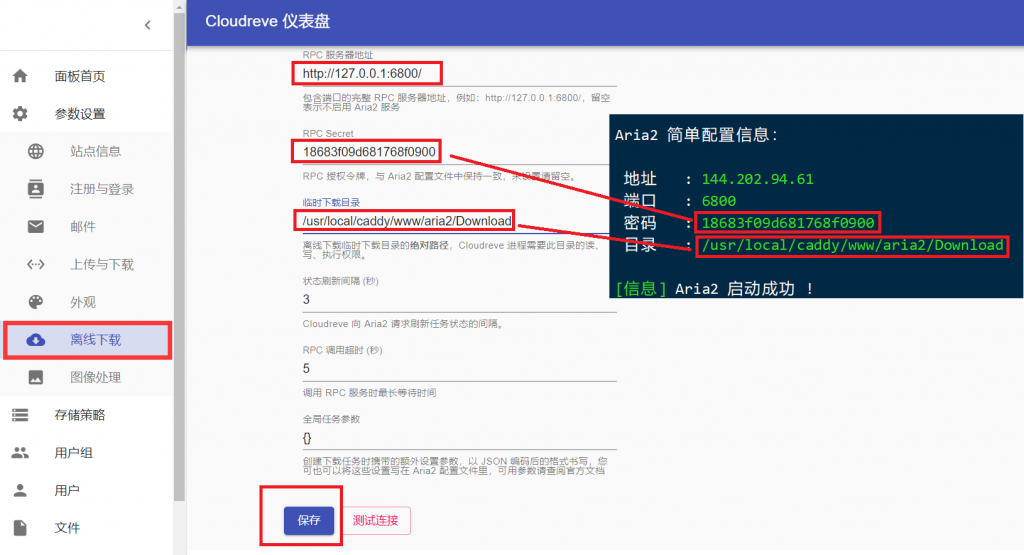 Cloudreve 仪表盘
面板首页
参数设置
站点信息
注册与登录
邮件
上传与下载
外观
离线下载
图像处理
存储策略
用户组
用户
文件
RPC 服务器地址
http://127.0.0.1:6800/
包含端口的完整 RPC 服务器地址，例如：http://127.0.0.1:6800/，留空
表示不启用 Aria2 服务
RPC Secret
18683f09d681768f0900
RPC 授权令牌，与 Aria2 配置文件中保持一致，未设置请留空。
临时下载目录
/usr/local/caddy/www/aria2/Download
离线下载临时下载目录的绝对路径，Cloudreve 进程需要此目录的读、
写、执行权限。
状态刷新间隔 (秒)
3
Cloudreve 向 Aria2 请求刷新任务状态的间隔。
RPC 调用超时 (秒)
5
调用 RPC 服务时最长等待时间
全局任务参数
{}
创建下载任务时携带的额外设置参数，以 JSON 编码后的格式书写，您
可也可以将这些设置写在 Aria2 配置文件里，可用参数请查阅官方文档
保存
测试连接
Aria2 简单配置信息:
地址 : 144.202.94.61
端口 : 6800
密码 : 18683f09d681768f0900
目录 : /usr/local/caddy/www/aria2/Download
[信息] Aria2 启动成功 !